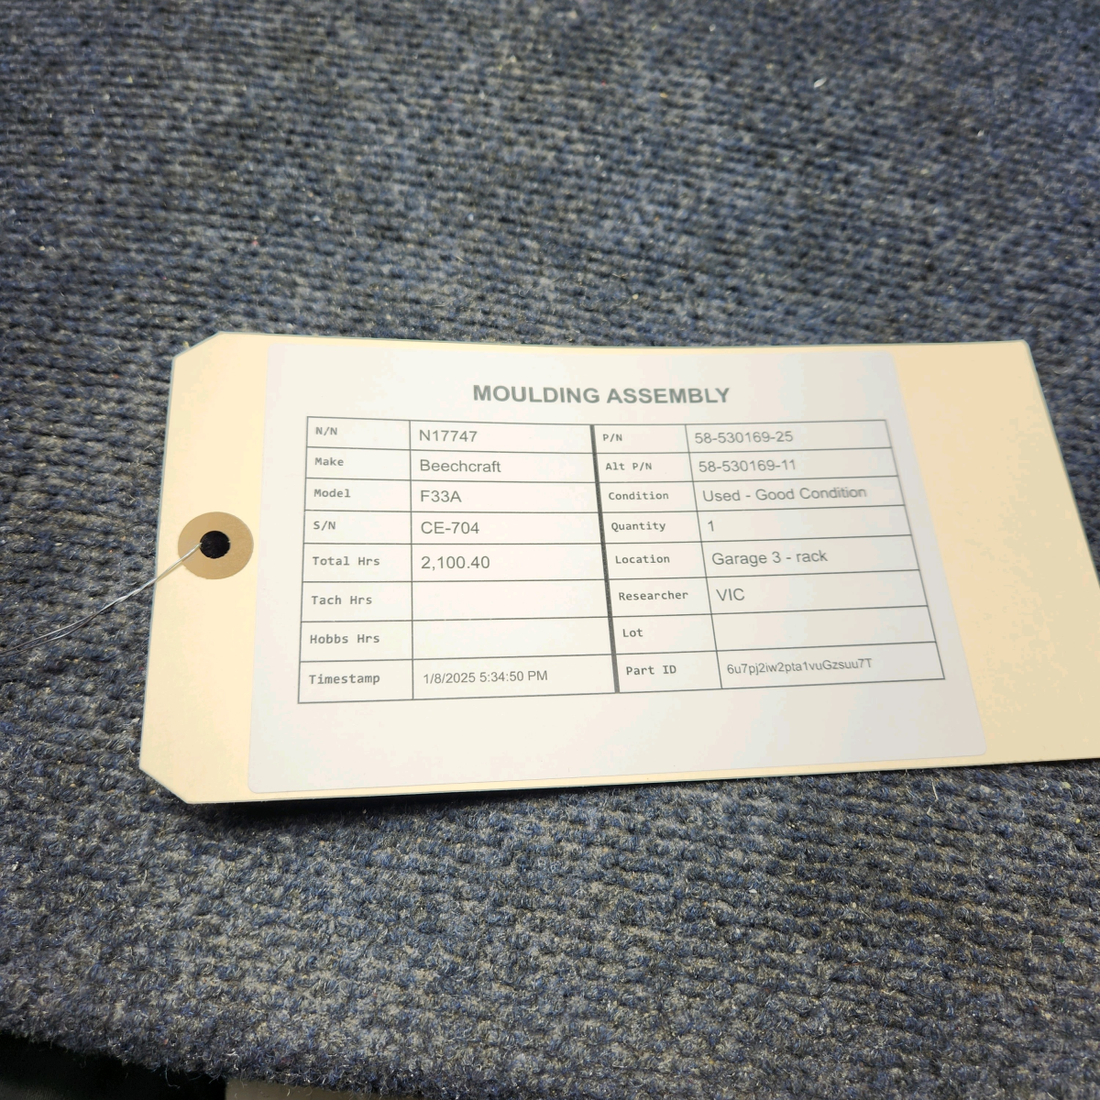 MOULDING ASSEMBLY
N/N N17747 P/N 58-530169-25
Make Beechcraft Alt P/N 58-530169-11
Model F33A Condition Used - Good Condition
S/N CE-704 Quantity 1
Total Hrs 2,100.40 Location Garage 3 - rack
Tach Hrs Researcher VIC
Hobbs Hrs Lot
Timestamp 1/8/2025 5:34:50 PM Part ID 6u7pj2iw2pta1vuGzsuu7T